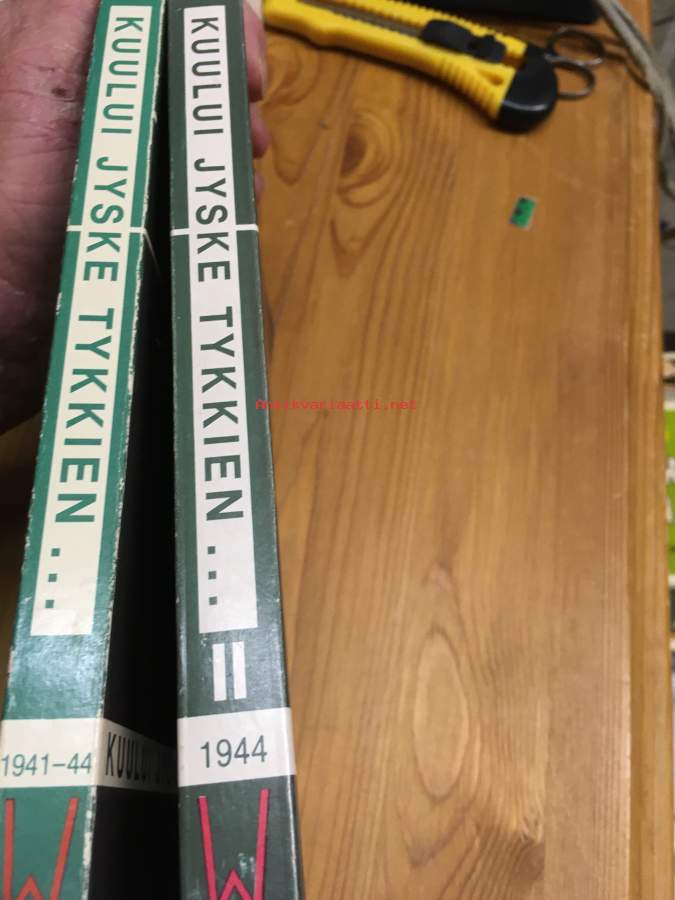 KUULUI JYSKE TYKKIEN...
1941-44
KUULUI
KUULUI JYSKE TYKKIEN...
II
1944
Antikvariaatti.net